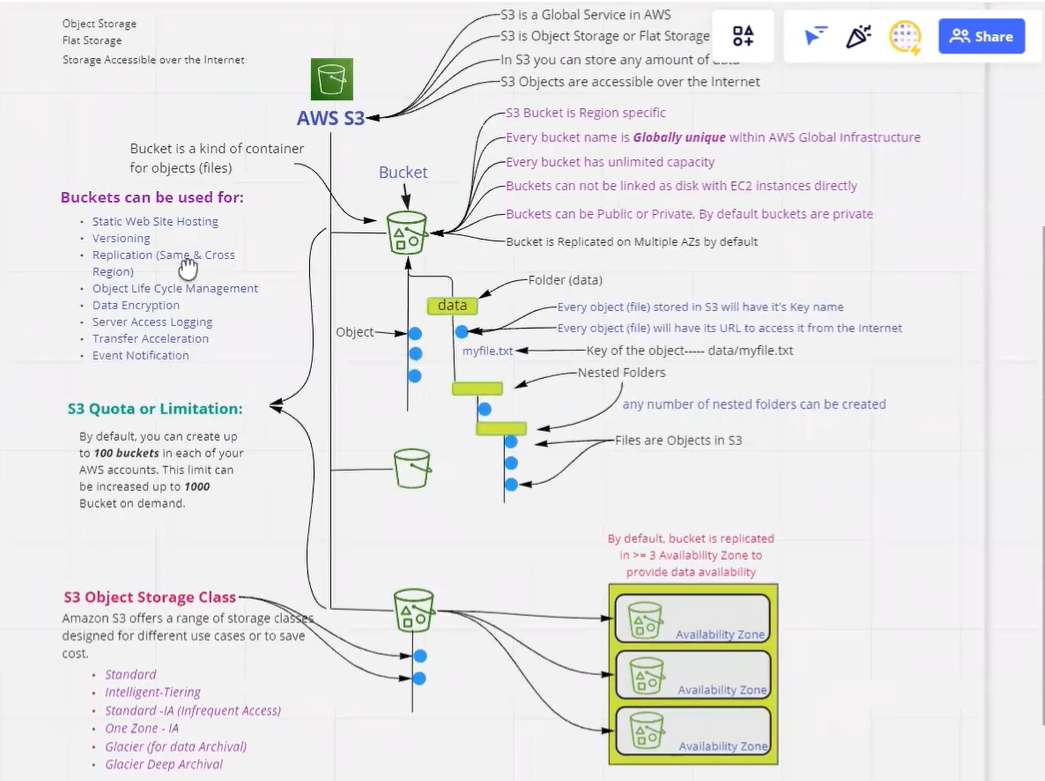 Object Storage
Flat Storage
Storage Accessible over the Internet
S3 is a Global Service in AWS
S3 is Object Storage or Flat Storage
In S3 you can store any amount of data
S3 Objects are accessible over the Internet
Share
AWS S3
S3 Bucket is Region specific
Every bucket name is Globally unique within AWS Global Infrastructure
Every bucket has unlimited capacity
Buckets can not be linked as disk with EC2 instances directly
Buckets can be Public or Private, By default buckets are private
Bucket is Replicated on Multiple AZs by default
Bucket is a kind of container
for objects (files)
Bucket
Buckets can be used for:
• Static Web Site Hosting
• Versioning
• Replication (Same & Cross
Region)
• Object Life Cycle Management
• Data Encryption
• Server Access Logging
• Transfer Acceleration
• Event Notification
Folder (data)
data
Every object (file) stored in S3 will have it's Key name
Every object (file) will have its URL to access it from the Internet
Object
myfile.txt
Key of the object----- data/myfile.txt
Nested Folders
any number of nested folders can be created
Files are Objects in S3
S3 Quota or Limitation:
By default, you can create up
to 100 buckets in each of your
AWS accounts. This limit can
be increased up to 1000
Bucket on demand.
By default, bucket is replicated
in >= 3 Availability Zone to
provide data availability
Availability Zone
Availability Zone
Availability Zone
S3 Object Storage Class
Amazon S3 offers a range of storage classes
designed for different use cases or to save
cost.
• Standard
• Intelligent-Tiering
• Standard -IA (Infrequent Access)
• One Zone - IA
• Glacier (for data Archival)
• Glacier Deep Archival